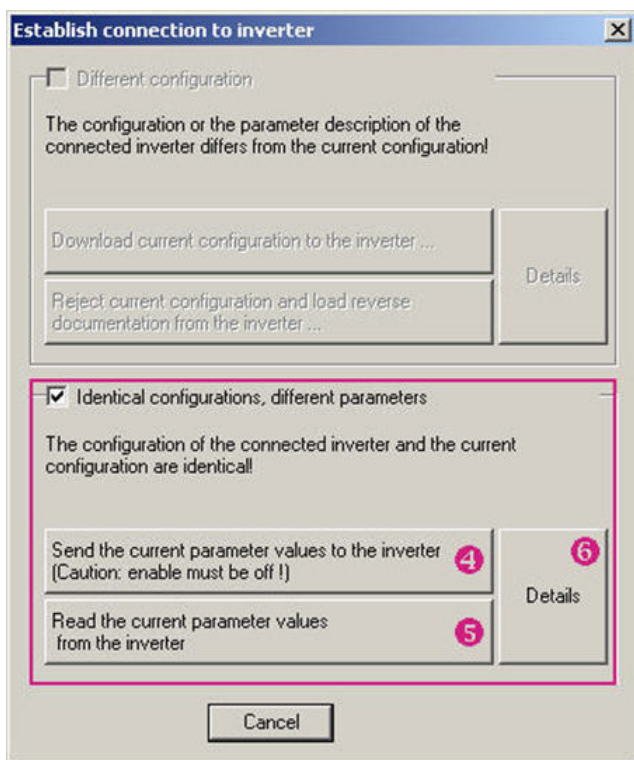 Establish connection to inverter
Different configuration
The configuration or the parameter description of the
connected inverter differs from the current configuration!
Download current configuration to the inverter ...
Reject current configuration and load reverse
documentation from the inverter ...
Details
Identical configurations, different parameters
The configuration of the connected inverter and the current
configuration are identical!
Send the current parameter values to the inverter
(Caution: enable must be off !)
4
Read the current parameter values
from the inverter
5
6
Details
Cancel